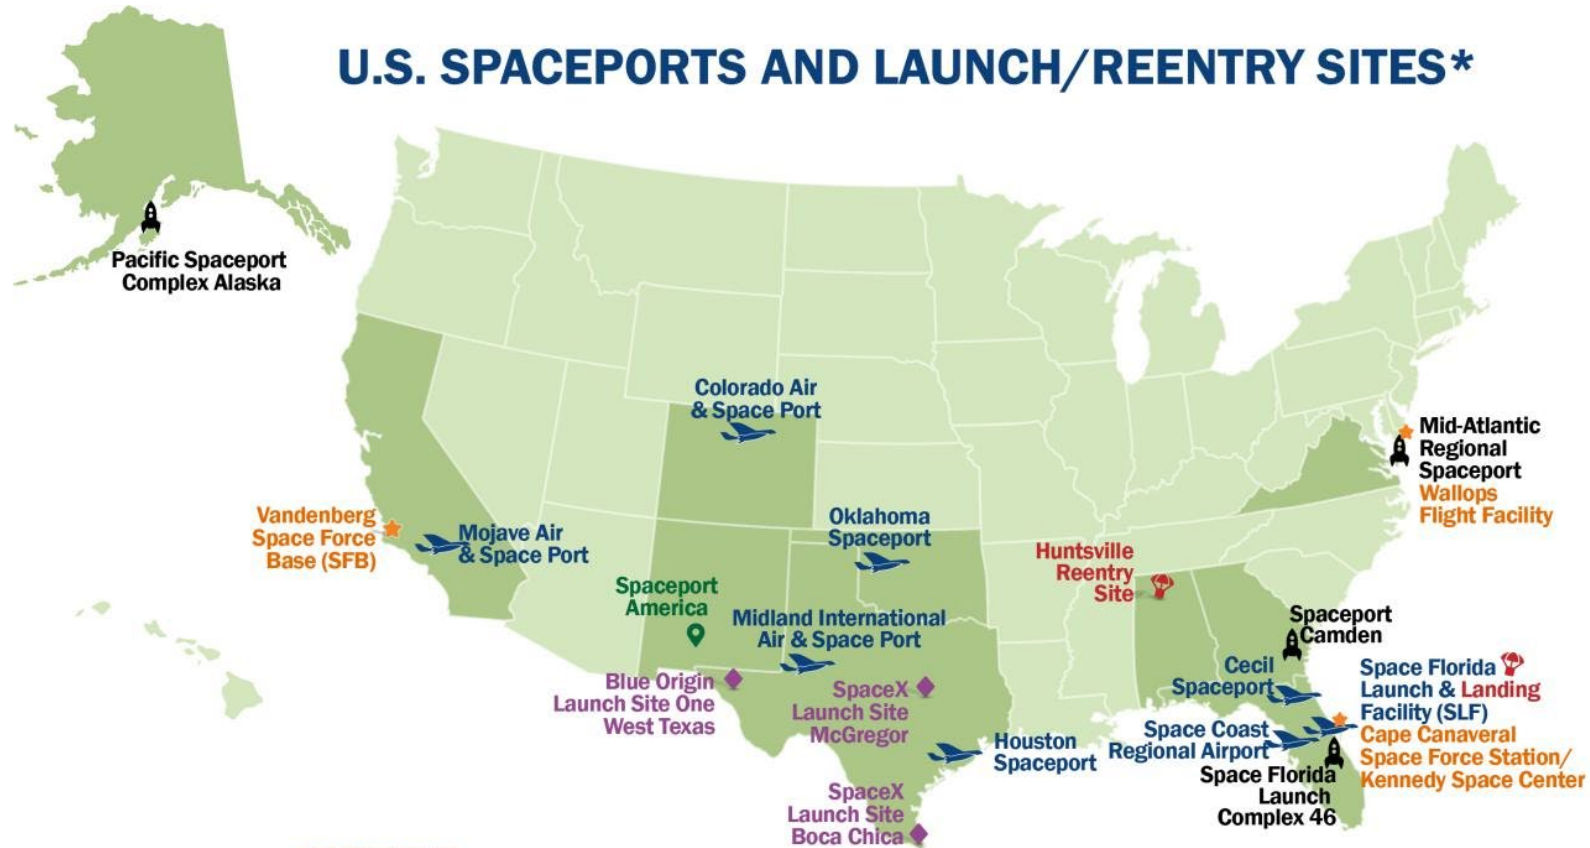 U.S. SPACEPORTS AND LAUNCH/REENTRY SITES*
Pacific Spaceport
Complex Alaska
Colorado Air
& Space Port
Mid-Atlantic
Regional
Spaceport
Wallops
Flight Facility
Vandenberg
Space Force
Base (SFB)
Mojave Air
& Space Port
Oklahoma
Spaceport
Huntsville
Reentry
Site
Spaceport
America
Midland International
Air & Space Port
Spaceport
Camden
Blue Origin
Launch Site One
West Texas
SpaceX
Launch Site
McGregor
Cecil
Spaceport
Space Florida
Launch & Landing
Facility (SLF)
Cape Canaveral
Space Force Station/
Kennedy Space Center
Houston
Spaceport
Space Coast
Regional Airport
Space Florida
Launch
Complex 46
SpaceX
Launch Site
Boca Chica